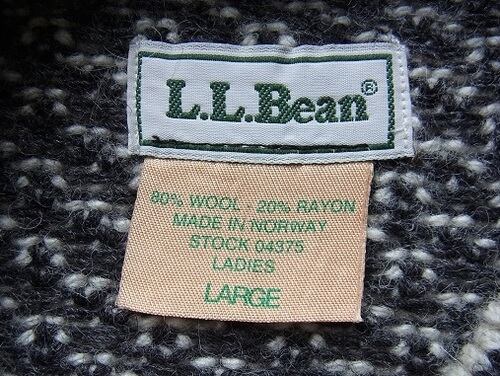 L.L.Bean®
80% WOOL 20% RAYON
MADE IN NORWAY
STOCK 04375
LADIES
LARGE